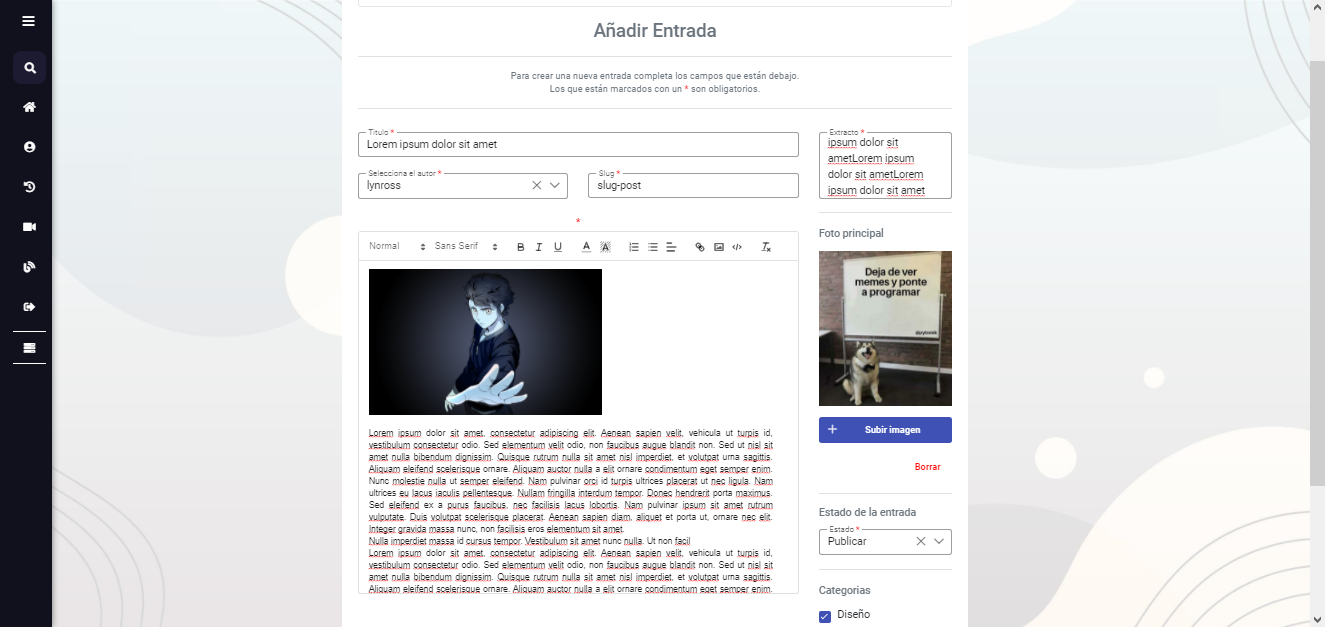 Añadir Entrada
Para crear una nueva entrada completa los campos que están debajo.
Los que están marcados con un * son obligatorios.
Titulo *
Lorem ipsum dolor sit amet
Selecciona el autor *
lynross
Slug *
slug-post
*
Normal
Sans Serif
Lorem ipsum dolor sit amet, consectetur adipiscing elit. Aenean sapien velit, vehicula ut turpis id,
vestibulum consectetur odio. Sed elementum velit odio, non faucibus augue blandit non. Sed ut nisl sit
amet nulla bibendum dignissim. Quisque rutrum nulla sit amet nisl imperdiet, et volutpat urna sagittis.
Aliquam eleifend scelerisque ornare. Aliquam auctor nulla a elit ornare condimentum eget semper enim.
Nunc molestie nulla ut semper eleifend. Nam pulvinar orci id turpis ultrices placerat ut nec ligula. Nam
ultrices eu lacus iaculis pellentesque. Nullam fringilla interdum tempor. Donec hendrerit porta maximus.
Sed eleifend ex a purus faucibus, nec facilisis lacus lobortis. Nam pulvinar ipsum sit amet rutrum
vulputate. Duis volutpat scelerisque placerat. Aenean sapien diam, aliquet et porta ut, ornare nec elit.
Integer gravida massa nunc, non facilisis eros elementum sit amet.
Nulla imperdiet massa id cursus tempor. Vestibulum sit amet nunc nulla. Ut non facil
Lorem ipsum dolor sit amet, consectetur adipiscing elit. Aenean sapien velit, vehicula ut turpis id,
vestibulum consectetur odio. Sed elementum velit odio, non faucibus augue blandit non. Sed ut nisl sit
amet nulla bibendum dignissim. Quisque rutrum nulla sit amet nisl imperdiet, et volutpat urna sagittis.
Aliquam eleifend scelerisque ornare. Aliquam auctor nulla a elit ornare condimentum eget semper enim.
Extracto *
ipsum dolor sit
ametLorem ipsum
dolor sit ametLorem
ipsum dolor sit amet
Foto principal
Deja de ver
memes y ponte
a programar
Subir imagen
Borrar
Estado de la entrada
Estado *
Publicar
Categorias
Diseño